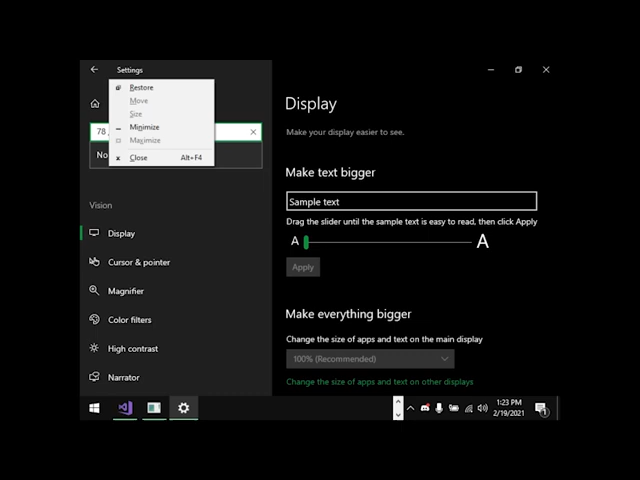 Settings
Restore
Move
Size
Minimize
Maximize
Close Alt+F4
78
No
Vision
Display
Cursor & pointer
Magnifier
Color filters
High contrast
Narrator
Display
Make your display easier to see.
Make text bigger
Sample text
Drag the slider until the sample text is easy to read, then click Apply
A A
Apply
Make everything bigger
Change the size of apps and text on the main display
100% (Recommended)
Change the size of apps and text on other displays
1:23 PM
2/19/2021
1